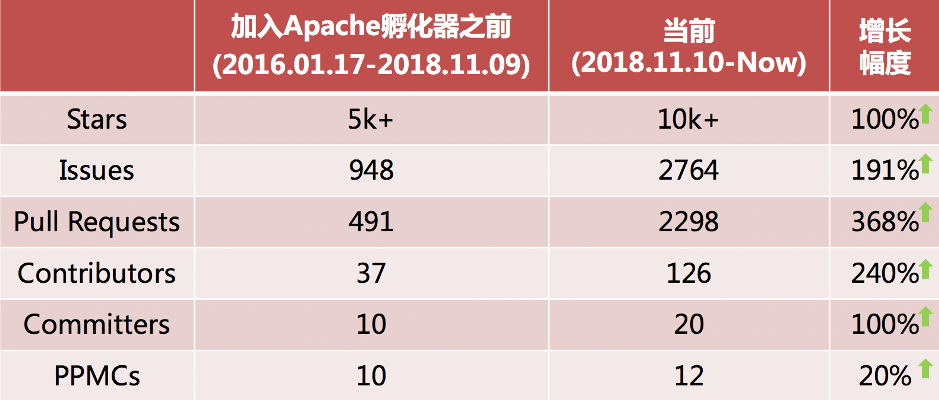 加入Apache孵化器之前
(2016.01.17-2018.11.09)
当前
(2018.11.10-Now)
增长
幅度
Stars 5k+ 10k+ 100%
Issues 948 2764 191%
Pull Requests 491 2298 368%
Contributors 37 126 240%
Committers 10 20 100%
PPMCs 10 12 20%